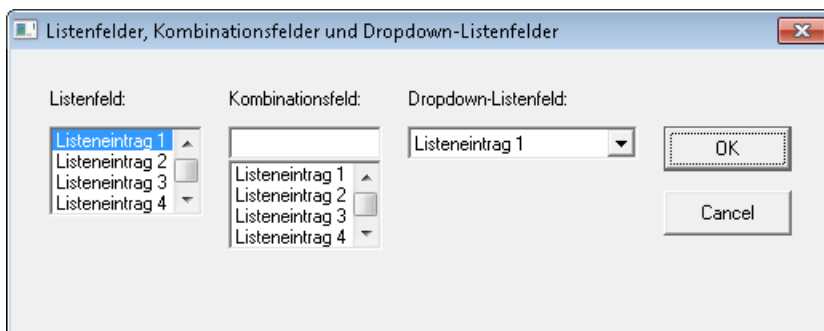 Listenfelder, Kombinationsfelder und Dropdown-Listenfelder
Listenfeld:
Listeneintrag 1
Listeneintrag 2
Listeneintrag 3
Listeneintrag 4
Kombinationsfeld:
Listeneintrag 1
Listeneintrag 2
Listeneintrag 3
Listeneintrag 4
Dropdown-Listenfeld:
Listeneintrag 1
OK
Cancel